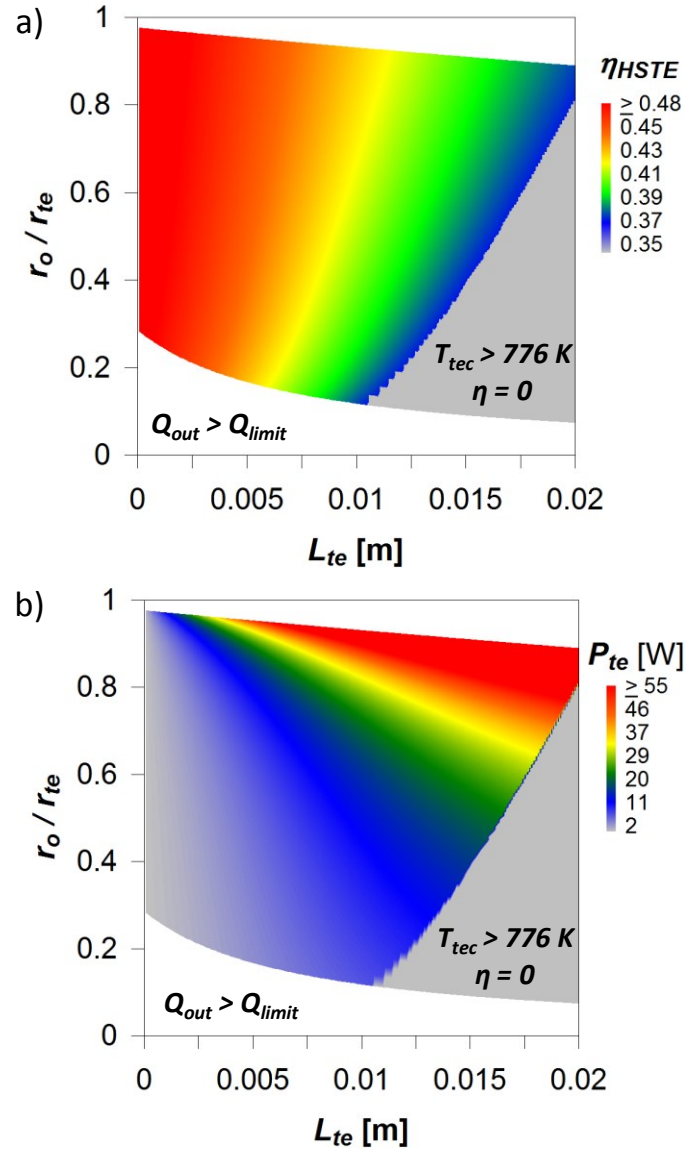 a)
1
0.8
0.6
0.4
0.2
0
r_o / r_te
η_HSTE
≥ 0.48
0.45
0.43
0.41
0.39
0.37
0.35
T_tec > 776 K
η = 0
Q_out > Q_limit
0 0.005 0.01 0.015 0.02
L_te [m]
b)
1
0.8
0.6
0.4
0.2
0
r_o / r_te
P_te [W]
≥ 55
46
37
29
20
11
2
T_tec > 776 K
η = 0
Q_out > Q_limit
0 0.005 0.01 0.015 0.02
L_te [m]